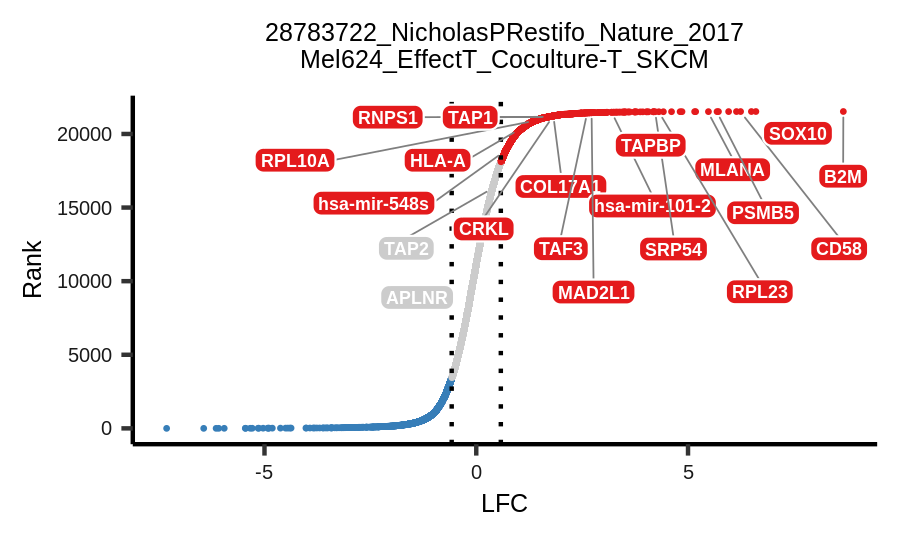 28783722_NicholasPRestifo_Nature_2017
Mel624_EffectT_Coculture-T_SKCM
Rank
20000
15000
10000
5000
0
RNPS1
TAP1
RPL10A
HLA-A
hsa-mir-548s
TAP2
APLNR
CRKL
COL17A1
TAF3
MAD2L1
TAPBP
hsa-mir-101-2
SRP54
MLANA
PSMB5
RPL23
SOX10
B2M
CD58
-5
0
5
LFC